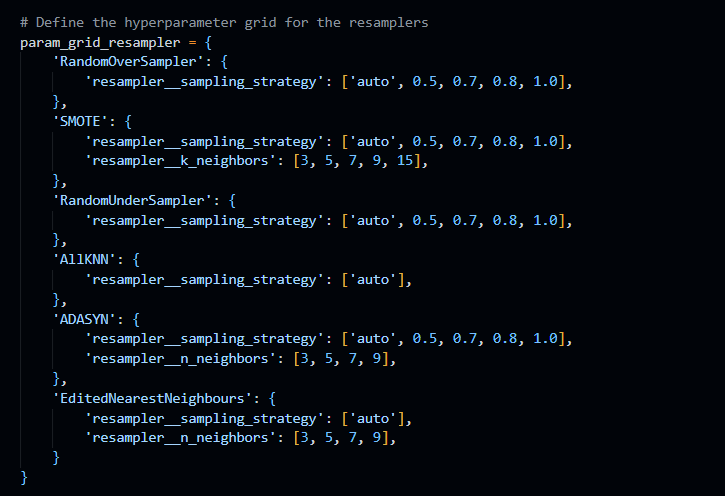 # Define the hyperparameter grid for the resamplers
param_grid_resampler = {
    'RandomOverSampler': {
        'resampler__sampling_strategy': ['auto', 0.5, 0.7, 0.8, 1.0],
    },
    'SMOTE': {
        'resampler__sampling_strategy': ['auto', 0.5, 0.7, 0.8, 1.0],
        'resampler__k_neighbors': [3, 5, 7, 9, 15],
    },
    'RandomUnderSampler': {
        'resampler__sampling_strategy': ['auto', 0.5, 0.7, 0.8, 1.0],
    },
    'AllKNN': {
        'resampler__sampling_strategy': ['auto'],
    },
    'ADASYN': {
        'resampler__sampling_strategy': ['auto', 0.5, 0.7, 0.8, 1.0],
        'resampler__n_neighbors': [3, 5, 7, 9],
    },
    'EditedNearestNeighbours': {
        'resampler__sampling_strategy': ['auto'],
        'resampler__n_neighbors': [3, 5, 7, 9],
    }
}